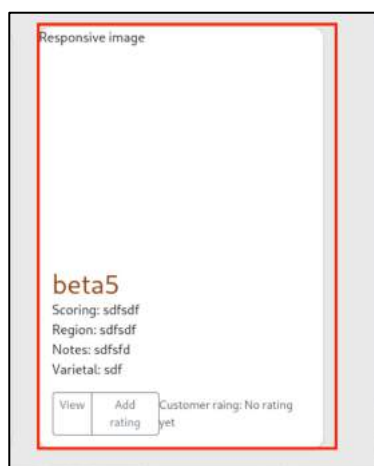 Responsive image
beta5
Scoring: sdfsdf
Region: sdfsdf
Notes: sdfsfd
Varietal: sdf
View
Add
rating
Customer raing: No rating
yet